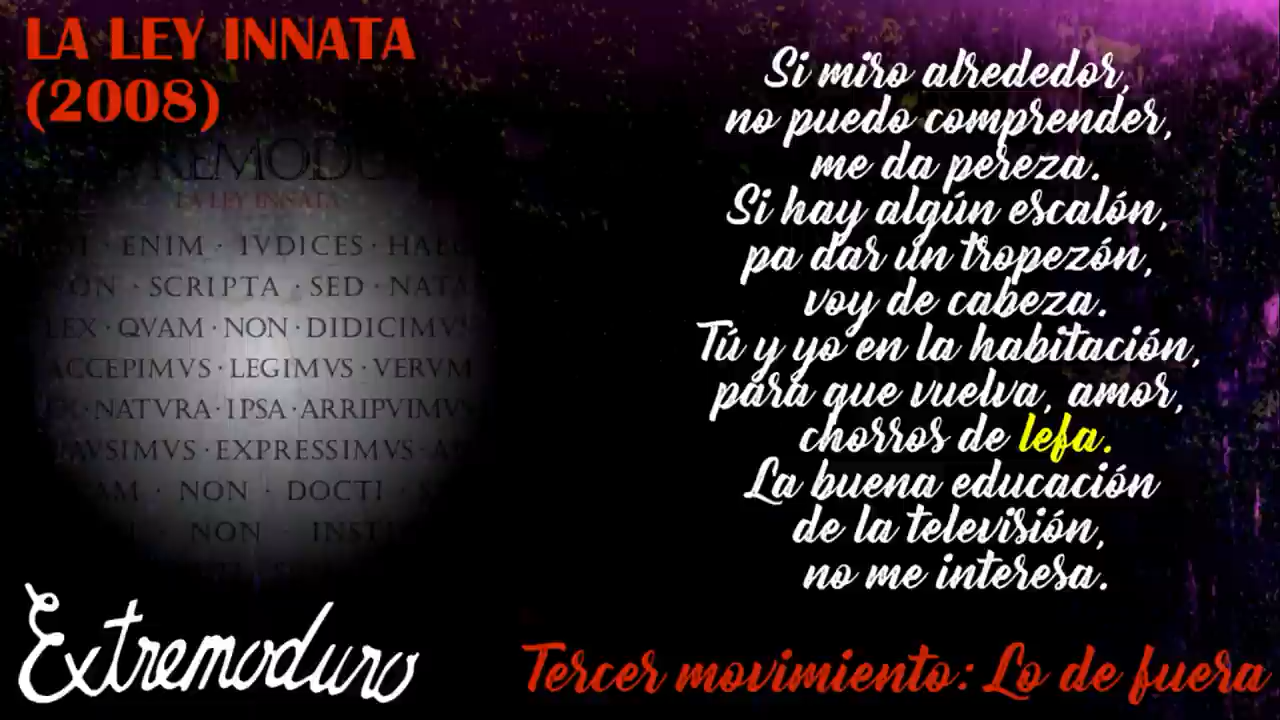 LA LEY INNATA
(2008)
LA LEY INNATA
ENIM · IVDICES ·
SCRIPTA · SED · NATA
LEX · QVAM · NON · DIDICIMVS
ACCEPIMVS · LEGIMVS · VERVM
NATVRA · IPSA · ARRIPVIMVS
EXPRESSIMVS ·
NON · DOCTI ·
NON
Extremoduro
Si miro alrededor,
no puedo comprender,
me da pereza.
Si hay algún escalón,
pa dar un tropezón,
voy de cabeza.
Tú y yo en la habitación,
para que vuelva, amor,
chorros de lefa.
La buena educación
de la televisión,
no me interesa.
Tercer movimiento: Lo de fuera